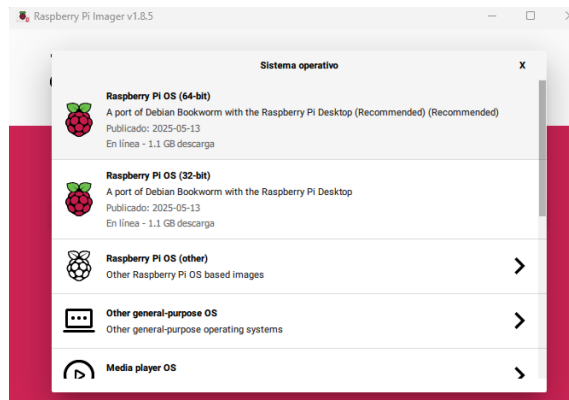 Raspberry Pi Imager v1.8.5
Sistema operativo
X
Raspberry Pi OS (64-bit)
A port of Debian Bookworm with the Raspberry Pi Desktop (Recommended) (Recommended)
Publicado: 2025-05-13
En línea - 1.1 GB descarga
Raspberry Pi OS (32-bit)
A port of Debian Bookworm with the Raspberry Pi Desktop
Publicado: 2025-05-13
En línea - 1.1 GB descarga
Raspberry Pi OS (other)
Other Raspberry Pi OS based images
Other general-purpose OS
Other general-purpose operating systems
Media player OS